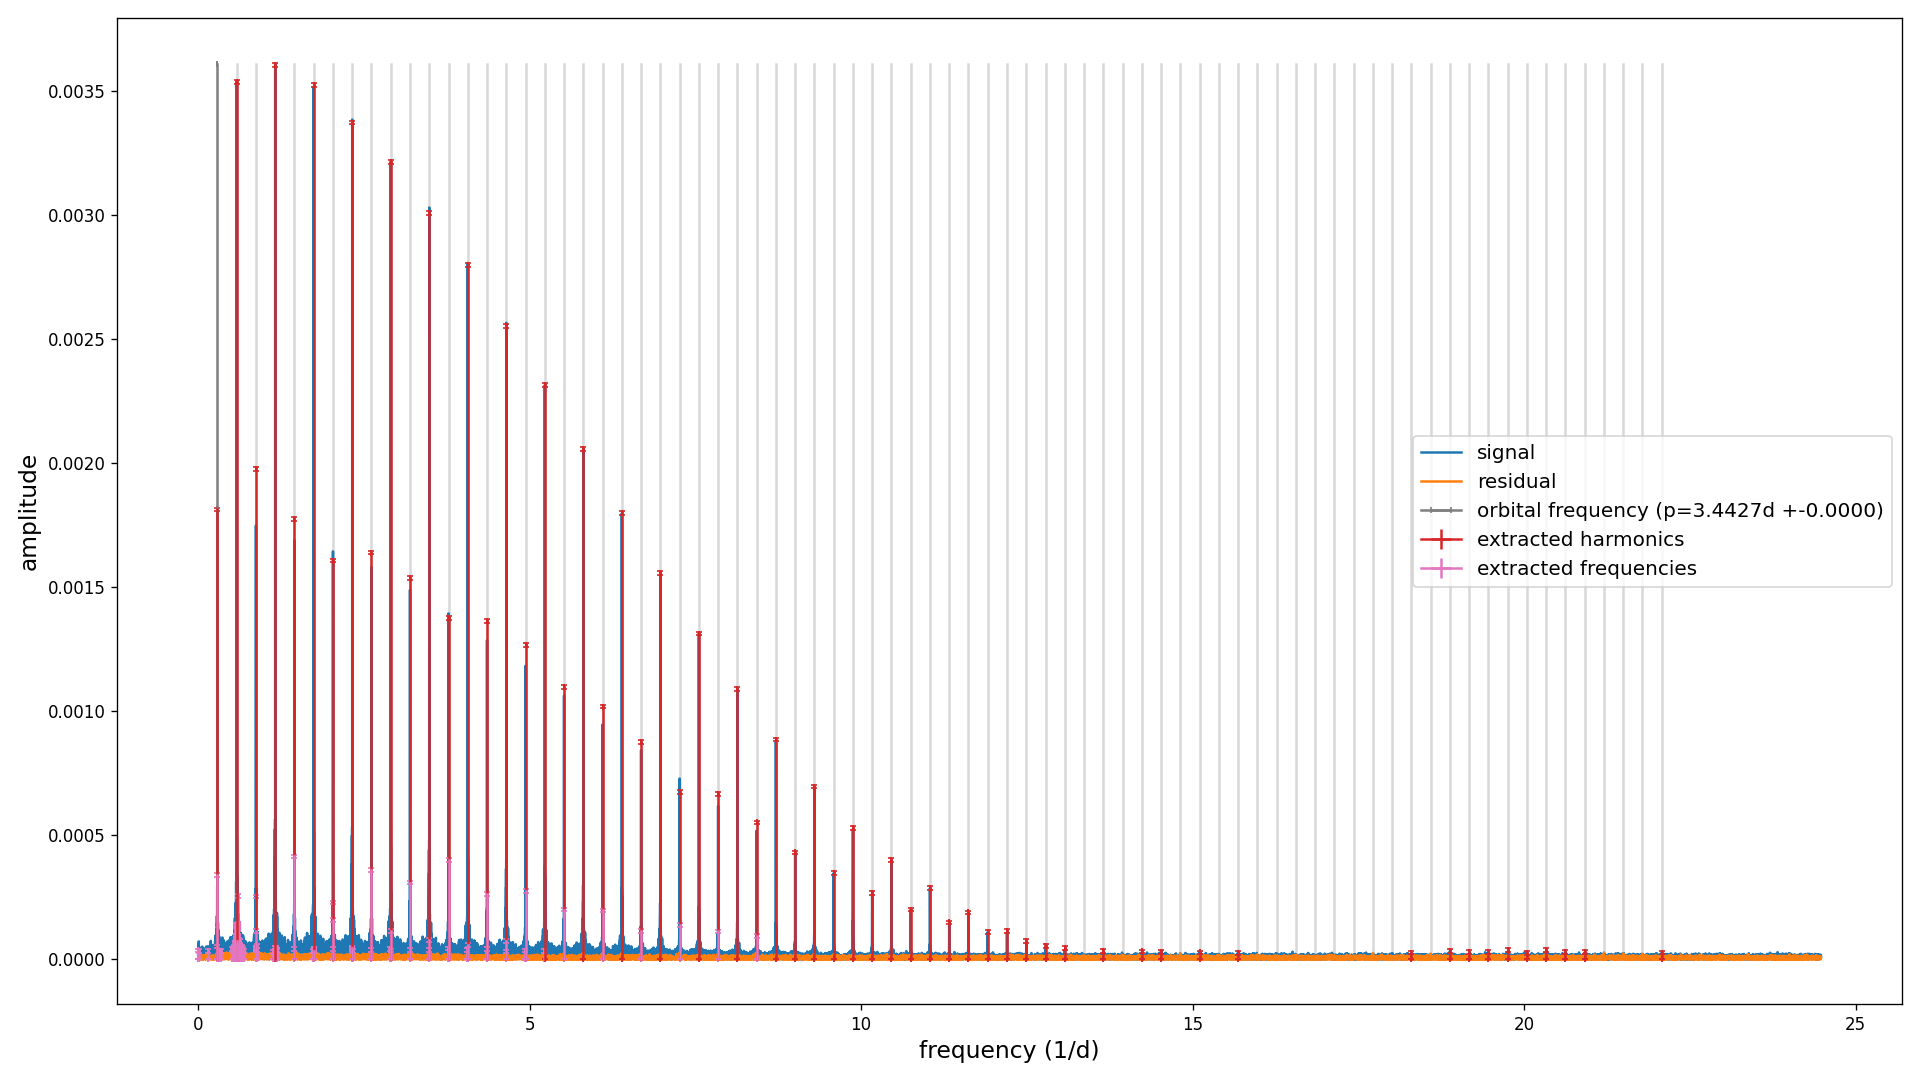 0.0035
0.0030
0.0025
0.0020
0.0015
0.0010
0.0005
0.0000
amplitude
signal
residual
orbital frequency (p=3.4427d +-0.0000)
extracted harmonics
extracted frequencies
0 5 10 15 20 25
frequency (1/d)